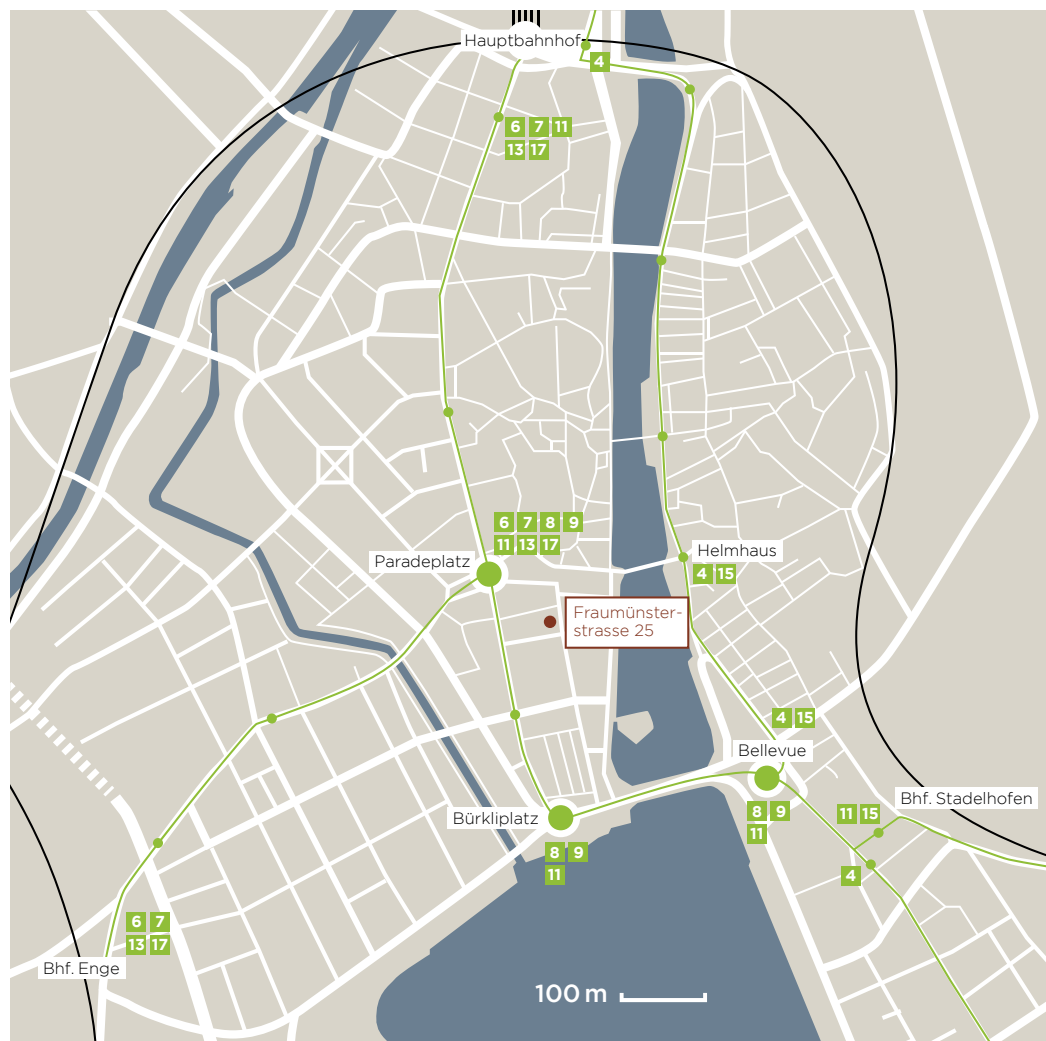 Hauptbahnhof
4
6 7 11
13 17
6 7 8 9
11 13 17
Paradeplatz
Helmhaus
4 15
Fraumünster-
strasse 25
4 15
Bellevue
8 9
11
Bhf. Stadelhofen
11 15
4
Bürkliplatz
8 9
11
6 7
13 17
Bhf. Enge
100 m